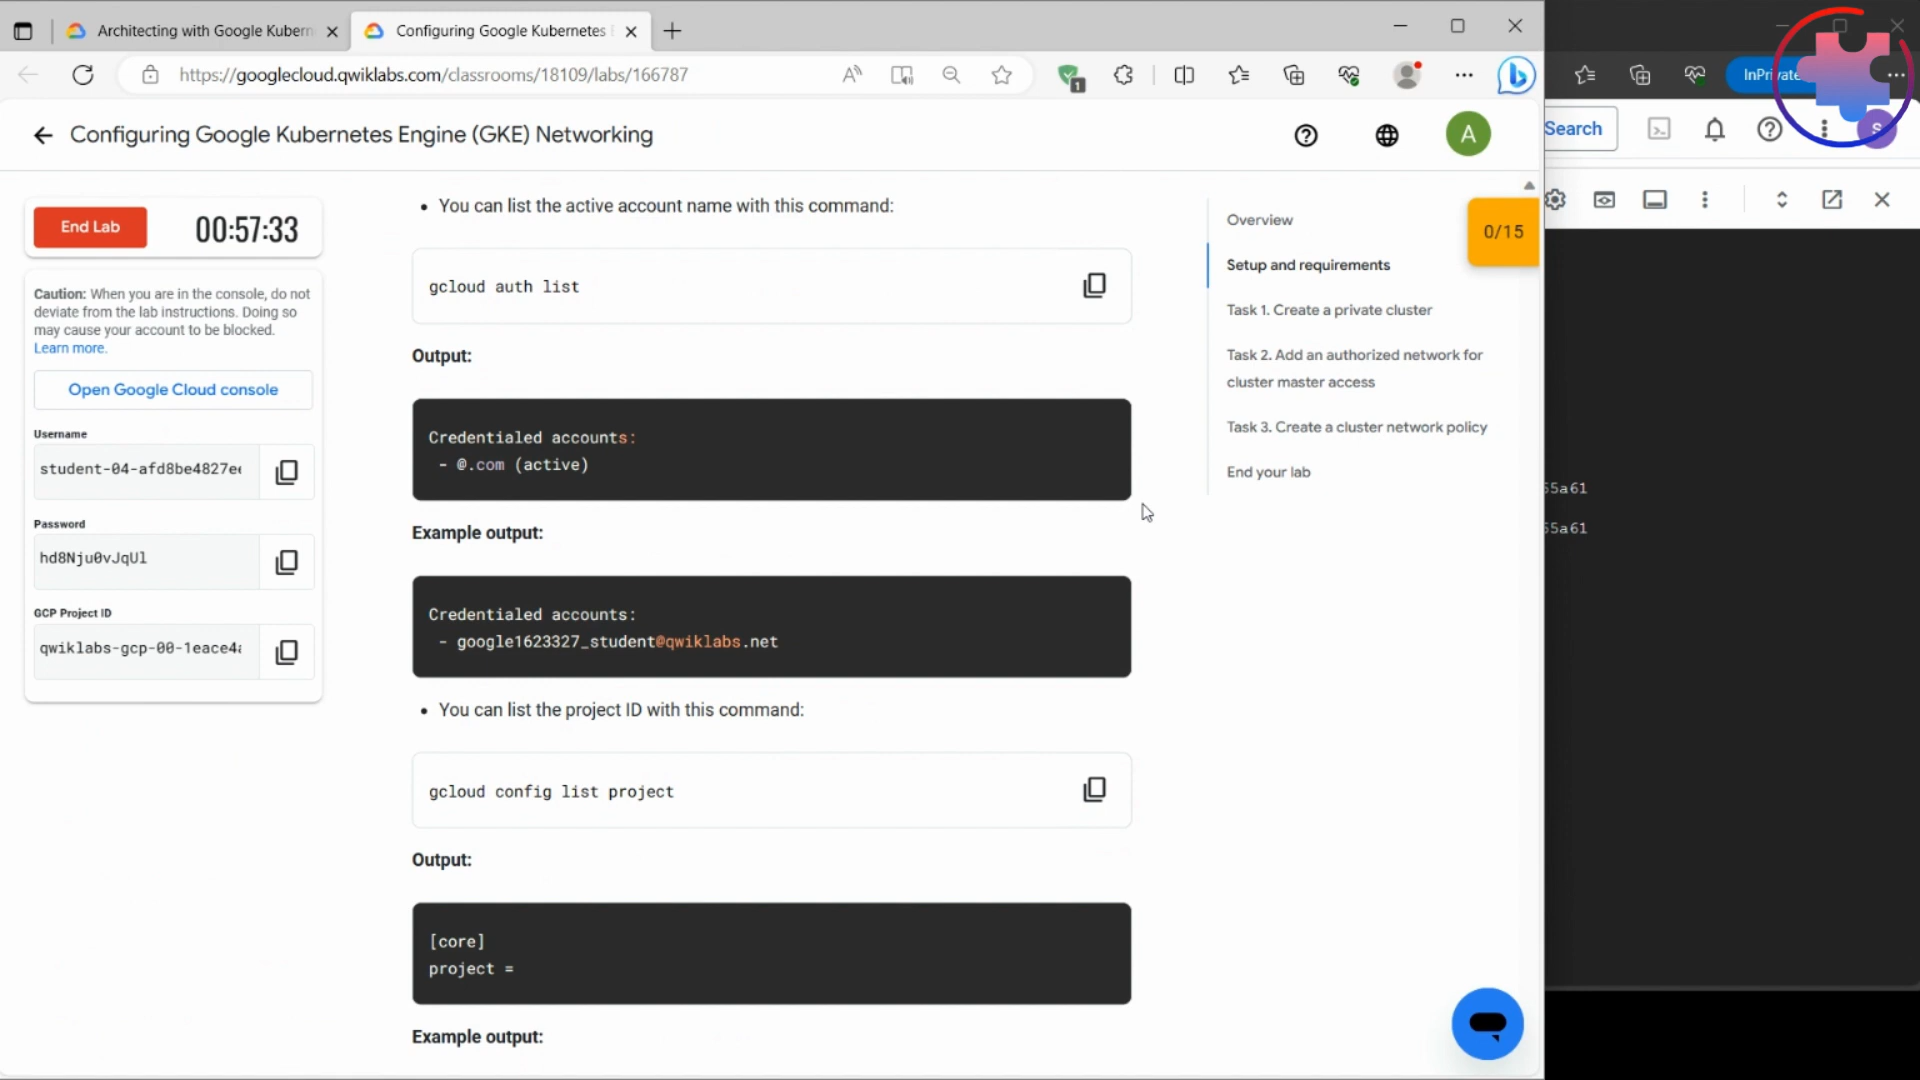 Architecting with Google Kubern
Configuring Google Kubernetes
https://googlecloud.qwiklabs.com/classrooms/18109/labs/166787
1
InPrivate
Configuring Google Kubernetes Engine (GKE) Networking
A
Search
S
End Lab
00:57:33
Caution: When you are in the console, do not
deviate from the lab instructions. Doing so
may cause your account to be blocked.
Learn more.
Open Google Cloud console
Username
student-04-afd8be4827e
Password
hd8Nju0vJqUl
GCP Project ID
qwiklabs-gcp-00-1eace4
• You can list the active account name with this command:
gcloud auth list
Output:
Credentialed accounts:
- @.com (active)
Example output:
Credentialed accounts:
- google1623327_student@qwiklabs.net
• You can list the project ID with this command:
gcloud config list project
Output:
[core]
project =
Example output:
Overview
Setup and requirements
Task 1. Create a private cluster
Task 2. Add an authorized network for
cluster master access
Task 3. Create a cluster network policy
End your lab
0/15
55a61
55a61